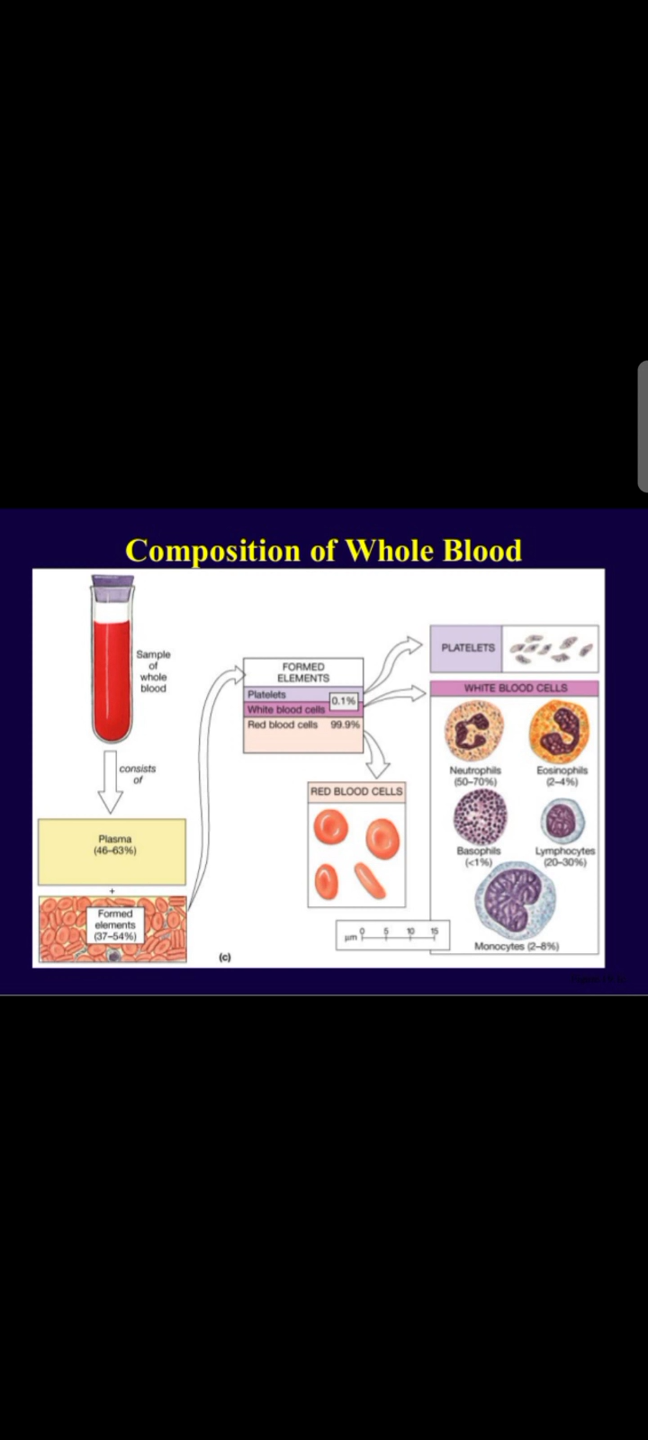 Composition of Whole Blood
Sample
of
whole
blood
consists
of
Plasma
(46–63%)
+
Formed
elements
(37–54%)
(c)
FORMED
ELEMENTS
Platelets
White blood cells
0.1%
Red blood cells 99.9%
RED BLOOD CELLS
µm 0 5 10 15
PLATELETS
WHITE BLOOD CELLS
Neutrophils
(50–70%)
Eosinophils
(2–4%)
Basophils
(<1%)
Lymphocytes
(20–30%)
Monocytes (2–8%)